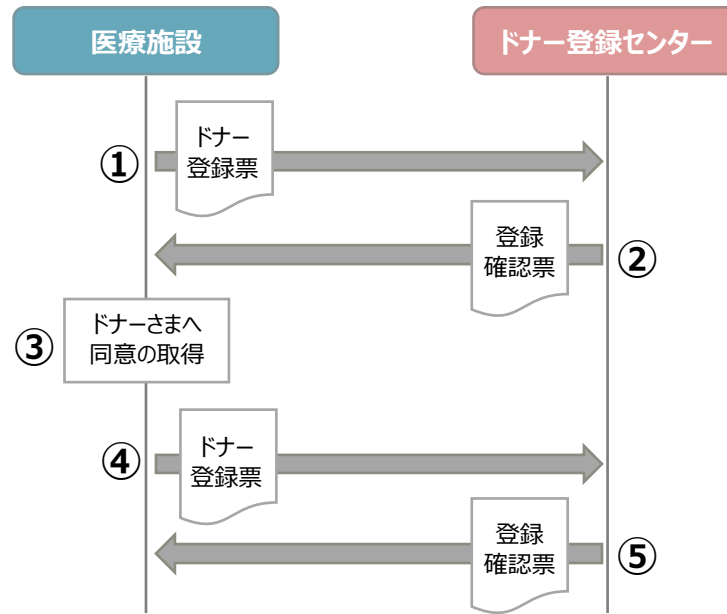 医療施設
ドナー登録センター
①
ドナー
登録票
登録
確認票
②
③
ドナーさまへ
同意の取得
④
ドナー
登録票
登録
確認票
⑤